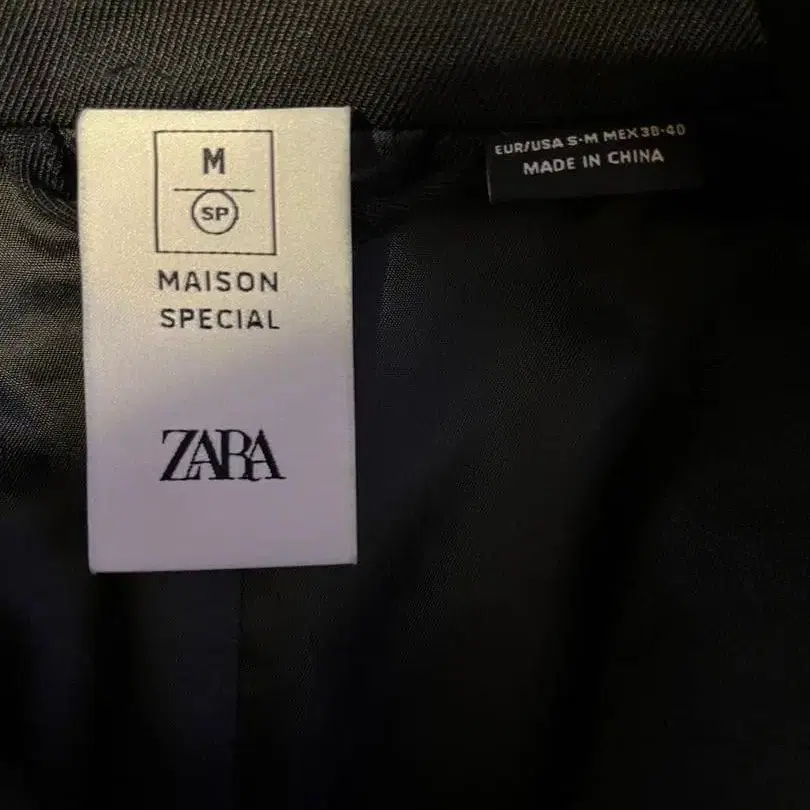 M
SP
MAISON
SPECIAL
ZARA
EUR/USA S-M MEX 38-40
MADE IN CHINA